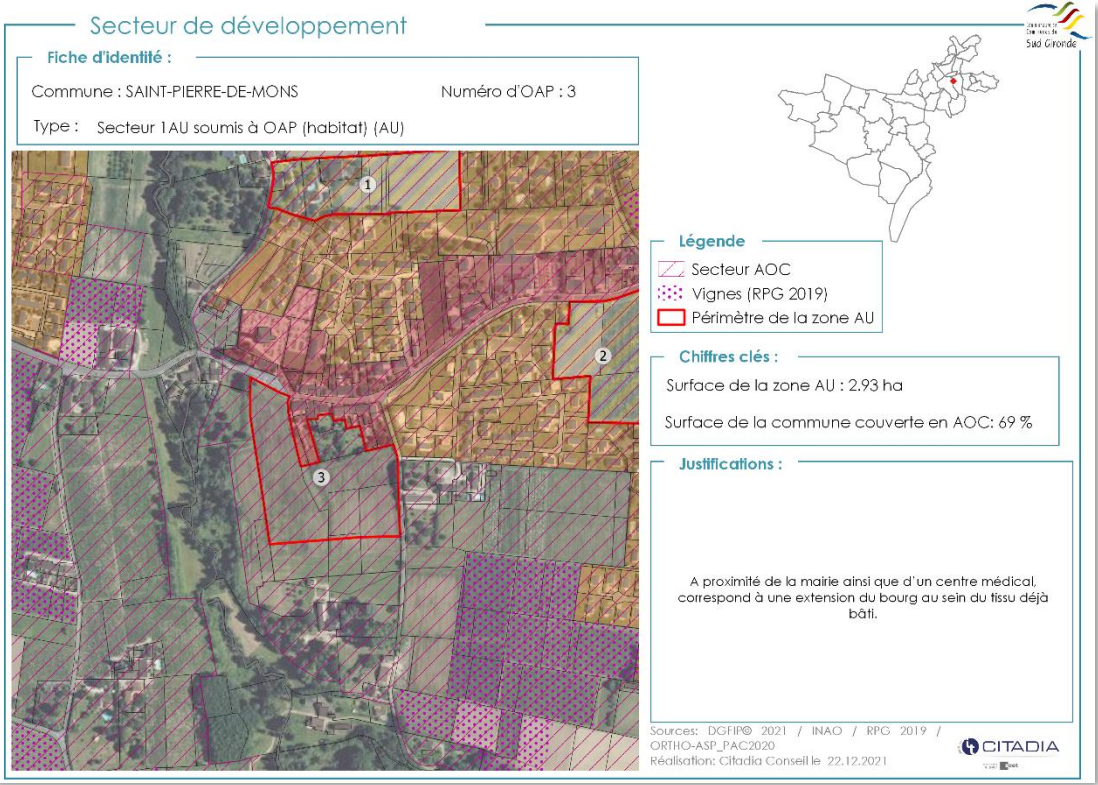 Secteur de développement
Sud Gironde
Fiche d'identité :
Commune : SAINT-PIERRE-DE-MONS Numéro d'OAP : 3
Type : Secteur 1AU soumis à OAP (habitat) (AU)
1
2
3
Légende
Secteur AOC
Vignes (RPG 2019)
Périmètre de la zone AU
Chiffres clés :
Surface de la zone AU : 2.93 ha
Surface de la commune couverte en AOC: 69 %
Justifications :
A proximité de la mairie ainsi que d'un centre médical,
correspond à une extension du bourg au sein du tissu déjà
bâti.
Sources: DGFIP© 2021 / INAO / RPG 2019 /
ORTHO-ASP_PAC2020
Réalisation: Citadia Conseil le 22.12.2021
CITADIA